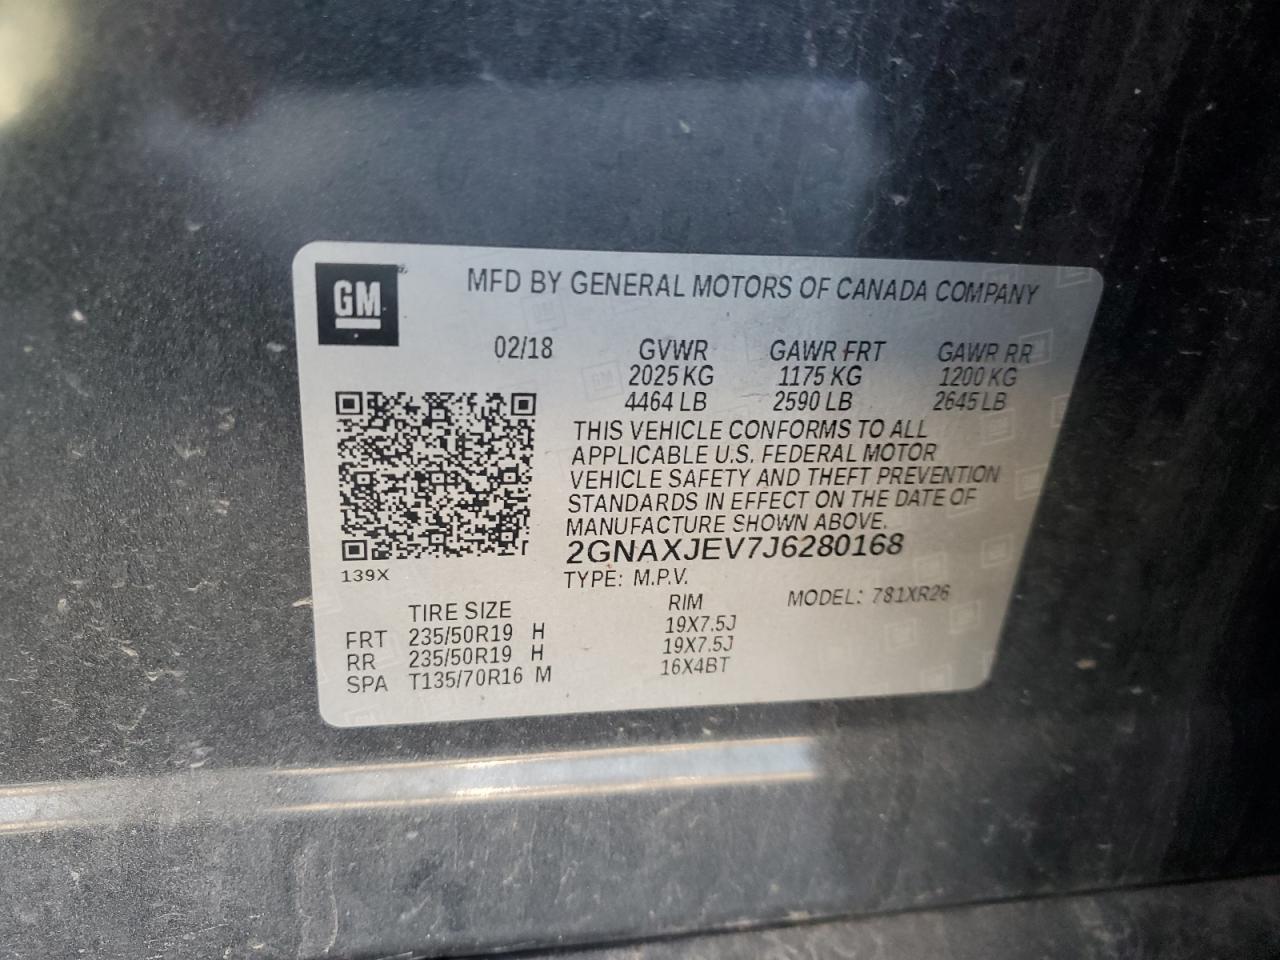 GM
MFD BY GENERAL MOTORS OF CANADA COMPANY
02/18 GVWR GAWR FRT GAWR RR
2025 KG 1175 KG 1200 KG
4464 LB 2590 LB 2645 LB
THIS VEHICLE CONFORMS TO ALL
APPLICABLE U.S. FEDERAL MOTOR
VEHICLE SAFETY AND THEFT PREVENTION
STANDARDS IN EFFECT ON THE DATE OF
MANUFACTURE SHOWN ABOVE.
2GNAXJEV7J6280168
139X
TYPE: M.P.V. MODEL: 781XR26
TIRE SIZE RIM
FRT 235/50R19 H 19X7.5J
RR 235/50R19 H 19X7.5J
SPA T135/70R16 M 16X4BT